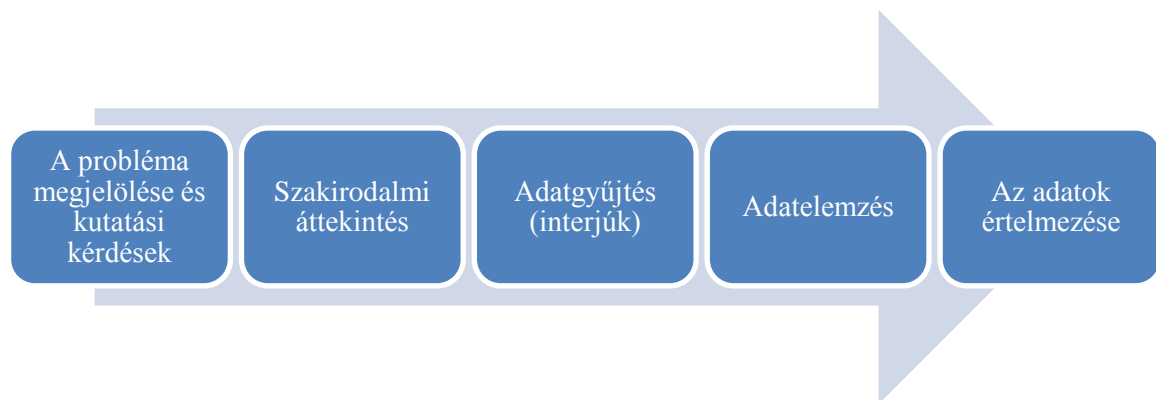 A probléma
megjelölése és
kutatási
kérdések
Szakirodalmi
áttekintés
Adatgyűjtés
(interjúk)
Adatelemzés
Az adatok
értelmezése